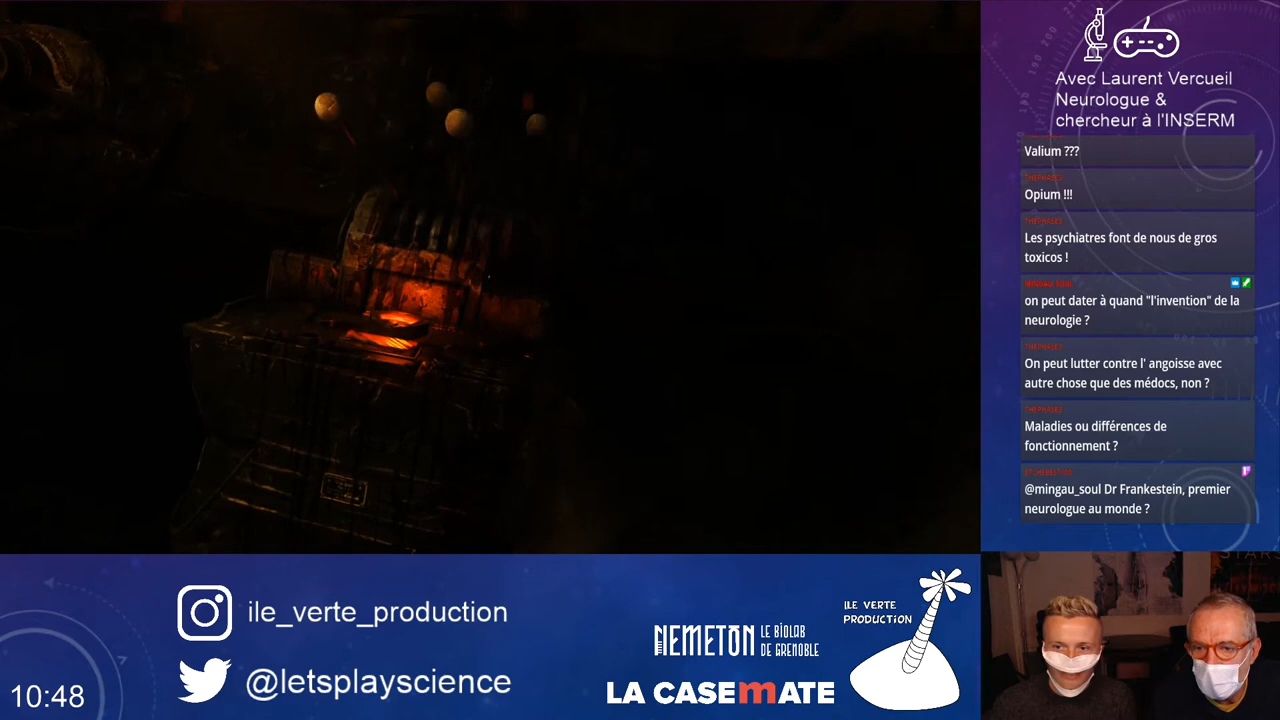 Avec Laurent Vercueil
Neurologue &
chercheur à l'INSERM
Valium ???
Opium !!!
Les psychiatres font de nous de gros
toxicos !
on peut dater à quand "l'invention" de la
neurologie ?
On peut lutter contre l' angoisse avec
autre chose que des médocs, non ?
Maladies ou différences de
fonctionnement ?
@mingau_soul Dr Frankestein, premier
neurologue au monde ?
ile_verte_production
@letsplayscience
10:48
NEMETON LE BIOLAB
DE GRENOBLE
LA CASEMATE
ILE VERTE
PRODUCTION